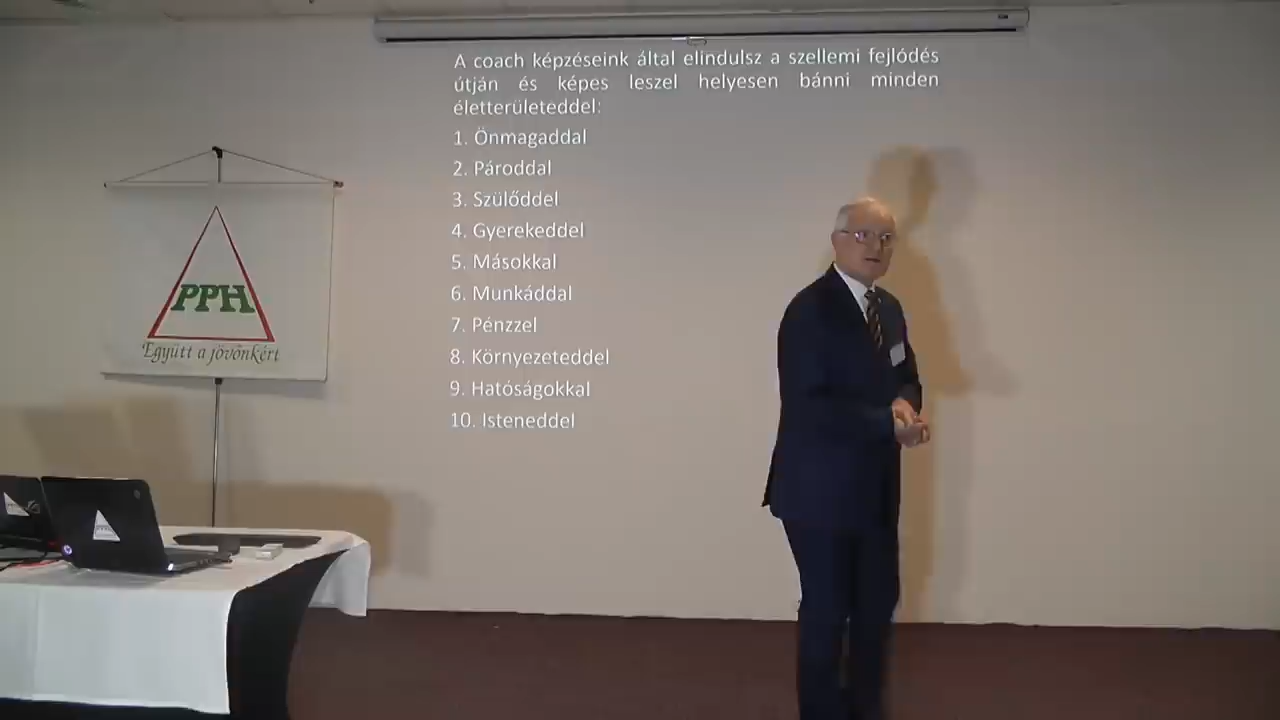 A coach képzéseink által elindulsz a szellemi fejlódés
útján és képes leszel helyesen bánni minden
életterületeddel:
1. Önmagaddal
2. Pároddal
3. Szülőddel
4. Gyerekeddel
5. Másokkal
6. Munkáddal
7. Pénzzel
8. Környezeteddel
9. Hatóságokkal
10. Isteneddel
PPH
Együtt a jövőnkért